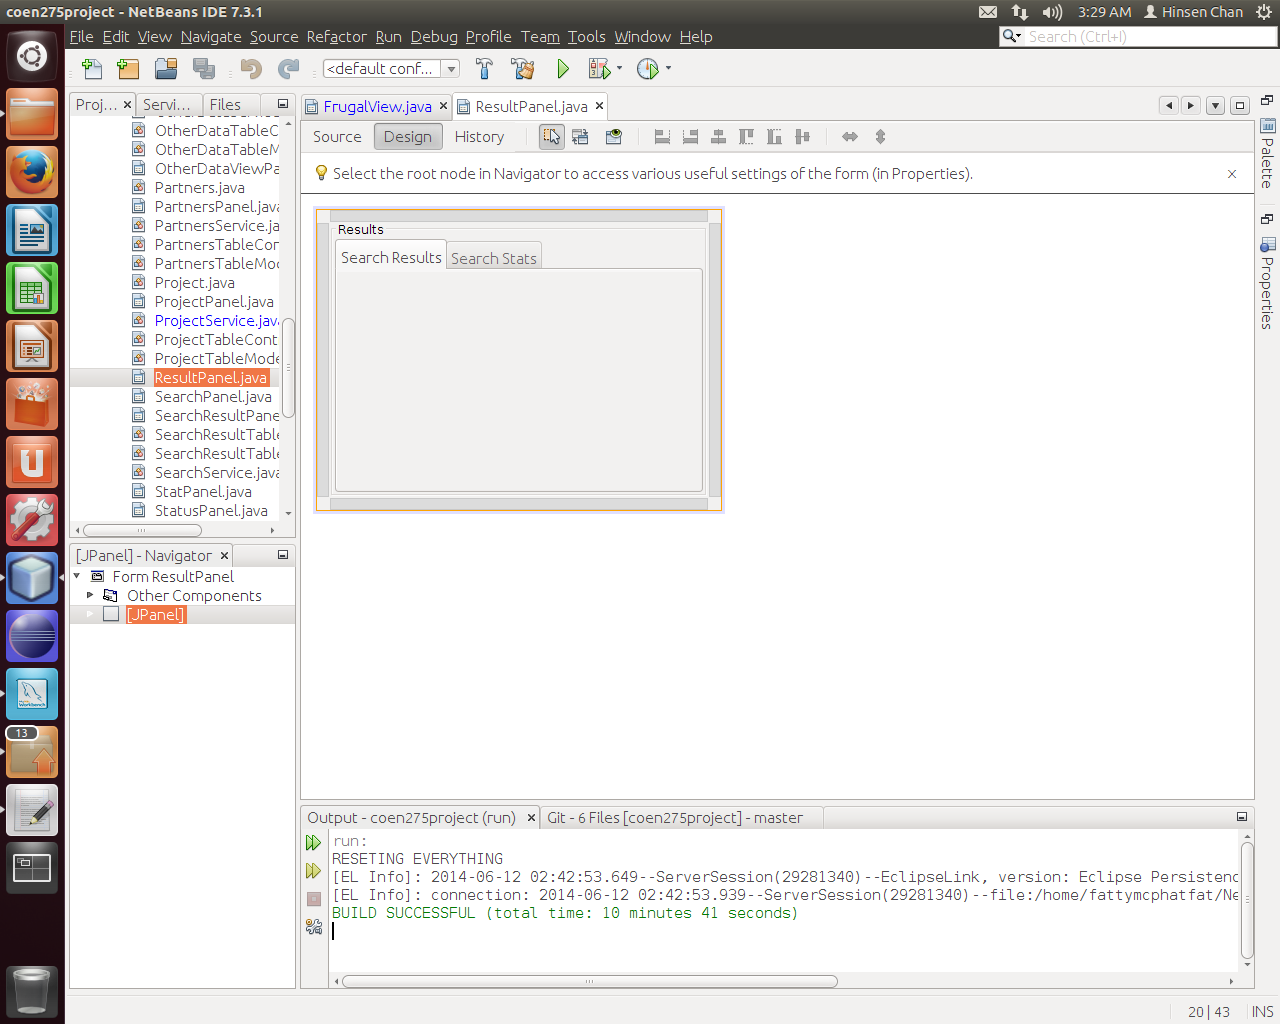 coen275project - NetBeans IDE 7.3.1
3:29 AM Hinsen Chan
File Edit View Navigate Source Refactor Run Debug Profile Team Tools Window Help
Search (Ctrl+I)
<default conf...
Proj... Servi... Files
FrugalView.java ResultPanel.java
Source Design History
Select the root node in Navigator to access various useful settings of the form (in Properties).
OtherDataTableC
OtherDataTableM
OtherDataViewPa
Partners.java
PartnersPanel.java
PartnersService.ja
PartnersTableCon
PartnersTableMod
Project.java
ProjectPanel.java
ProjectService.java
ProjectTableCont
ProjectTableMode
ResultPanel.java
SearchPanel.java
SearchResultPane
SearchResultTable
SearchResultTable
SearchService.java
StatPanel.java
StatusPanel.java
Results
Search Results Search Stats
Palette
Properties
[JPanel] - Navigator
Form ResultPanel
Other Components
[JPanel]
13
Output - coen275project (run) Git - 6 Files [coen275project] - master
run:
RESETING EVERYTHING
[EL Info]: 2014-06-12 02:42:53.649--ServerSession(29281340)--EclipseLink, version: Eclipse Persistenc
[EL Info]: connection: 2014-06-12 02:42:53.939--ServerSession(29281340)--file:/home/fattymcphatfat/Ne
BUILD SUCCESSFUL (total time: 10 minutes 41 seconds)
20 | 43 INS